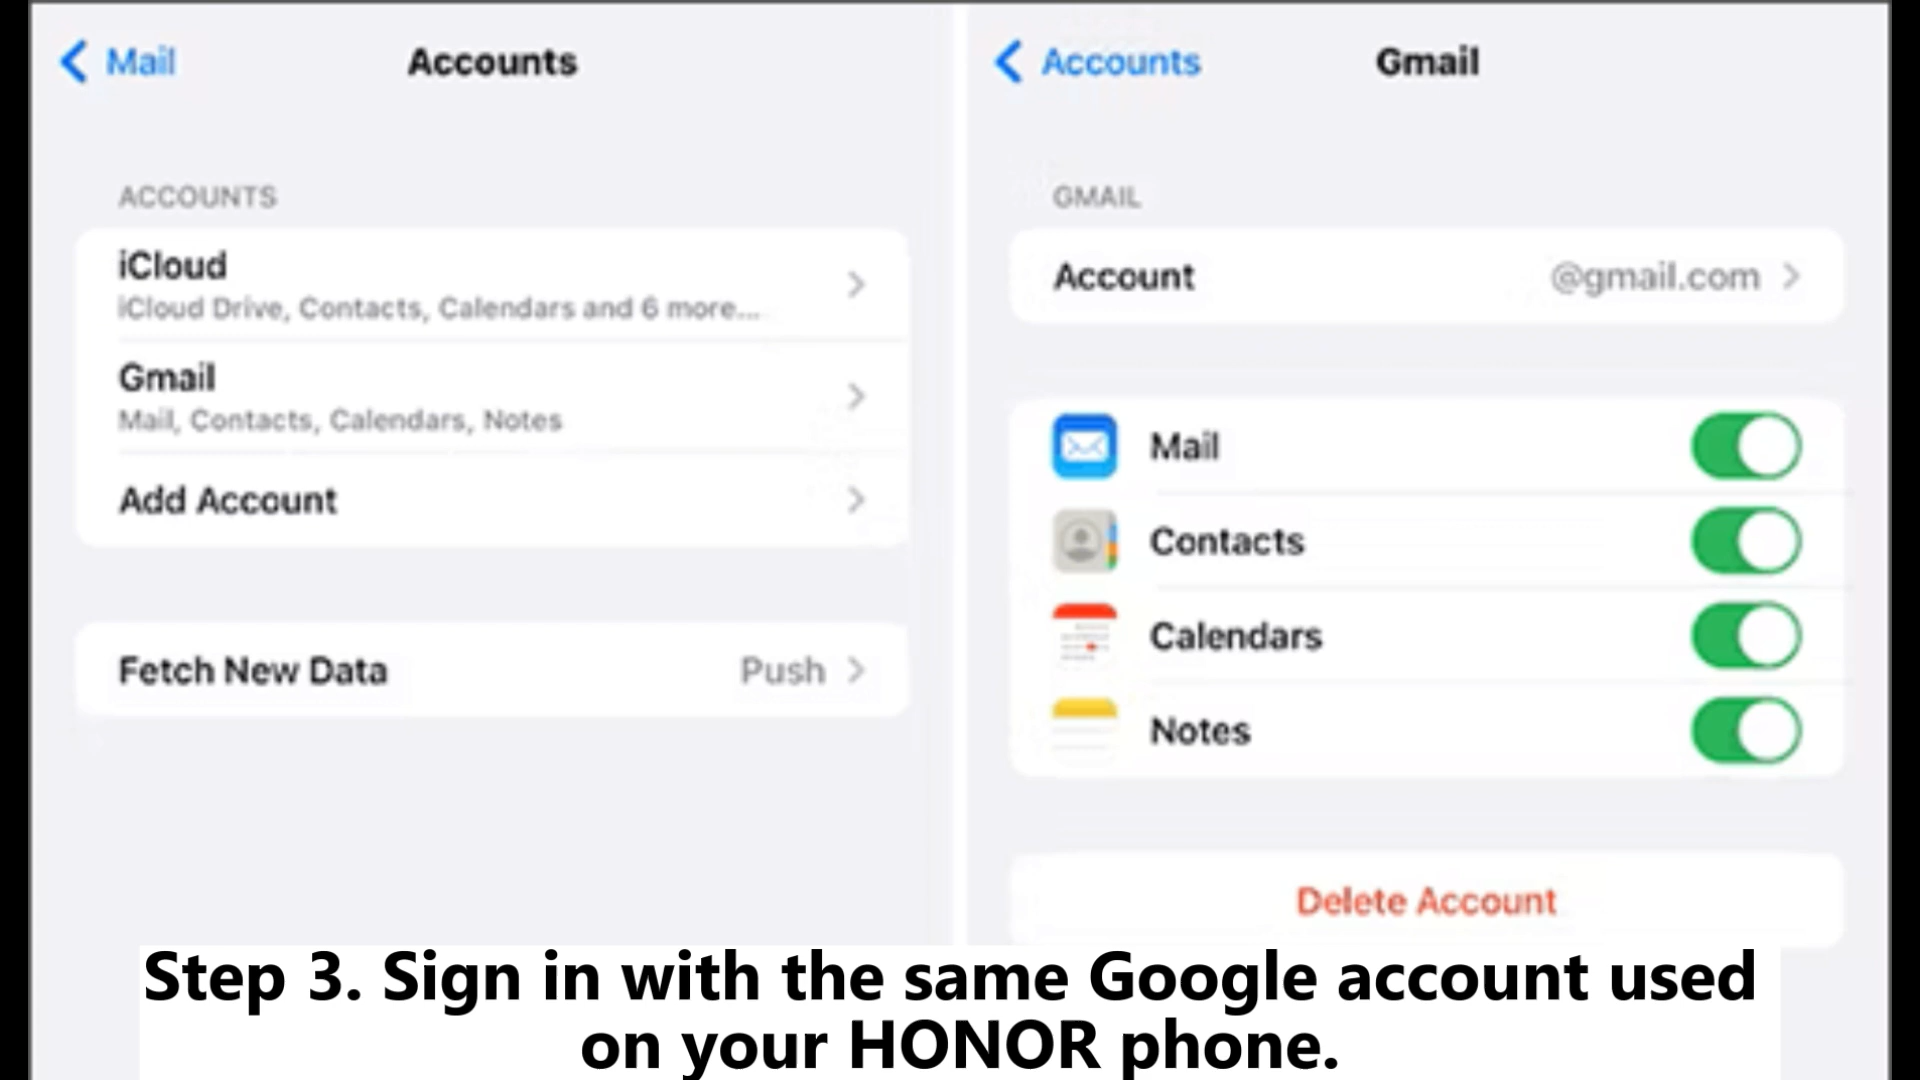 Mail
Accounts
ACCOUNTS
iCloud
iCloud Drive, Contacts, Calendars and 6 more...
Gmail
Mail, Contacts, Calendars, Notes
Add Account
Fetch New Data Push
Accounts
Gmail
GMAIL
Account @gmail.com
Mail
Contacts
Calendars
Notes
Delete Account
Step 3. Sign in with the same Google account used
on your HONOR phone.